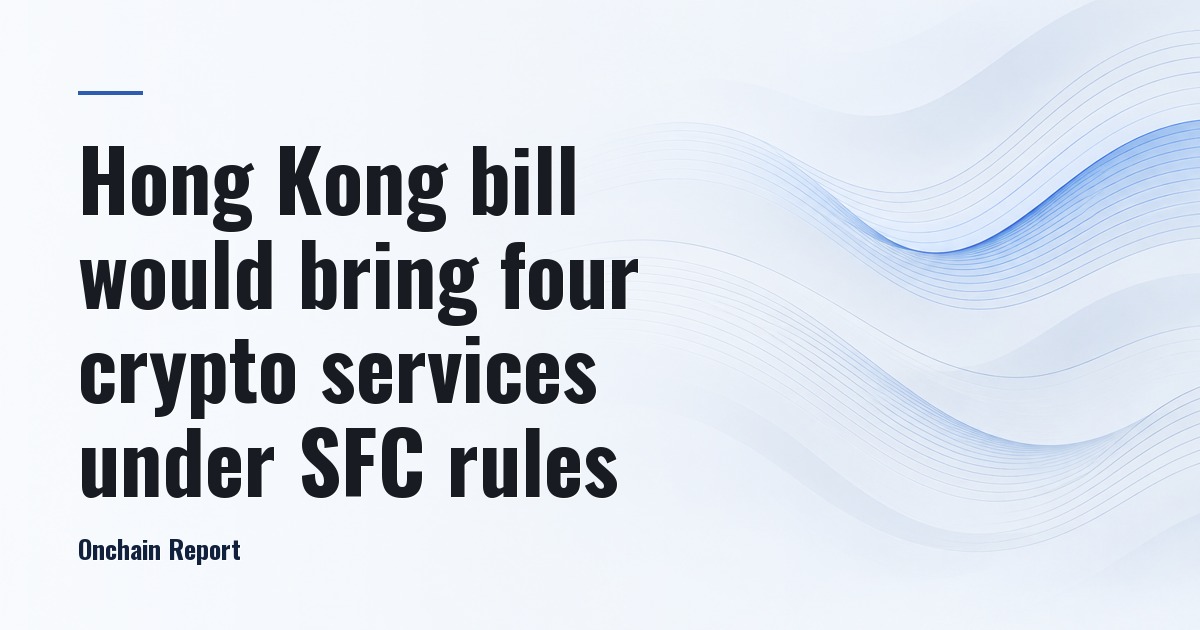 Hong Kong bill
would bring four
crypto services
under SFC rules
Onchain Report